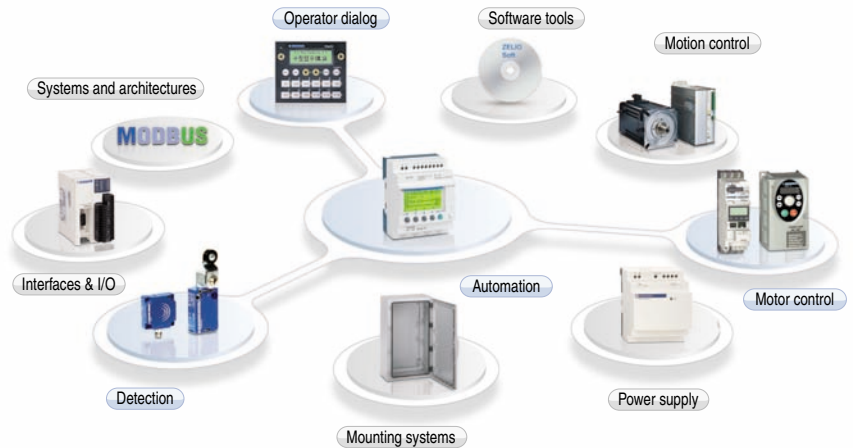 Operator dialog
Software tools
Motion control
Systems and architectures
ZELIO
Soft
MODBUS
Interfaces & I/O
Automation
Motor control
Detection
Power supply
Mounting systems